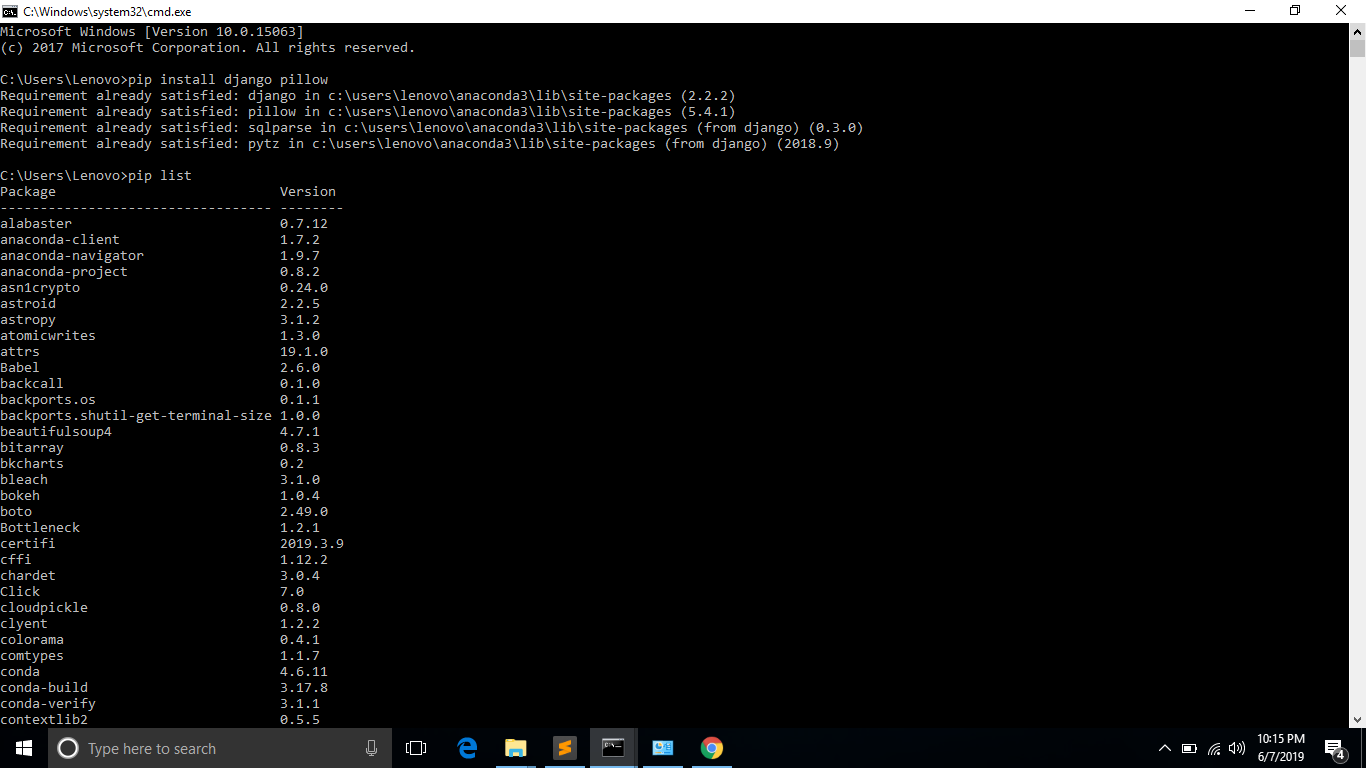 C:\Windows\system32\cmd.exe
Microsoft Windows [Version 10.0.15063]
(c) 2017 Microsoft Corporation. All rights reserved.
C:\Users\Lenovo>pip install django pillow
Requirement already satisfied: django in c:\users\lenovo\anaconda3\lib\site-packages (2.2.2)
Requirement already satisfied: pillow in c:\users\lenovo\anaconda3\lib\site-packages (5.4.1)
Requirement already satisfied: sqlparse in c:\users\lenovo\anaconda3\lib\site-packages (from django) (0.3.0)
Requirement already satisfied: pytz in c:\users\lenovo\anaconda3\lib\site-packages (from django) (2018.9)
C:\Users\Lenovo>pip list
Package                            Version
---------------------------------- --------
alabaster                          0.7.12
anaconda-client                    1.7.2
anaconda-navigator                 1.9.7
anaconda-project                   0.8.2
asn1crypto                         0.24.0
astroid                            2.2.5
astropy                            3.1.2
atomicwrites                       1.3.0
attrs                              19.1.0
Babel                              2.6.0
backcall                           0.1.0
backports.os                       0.1.1
backports.shutil-get-terminal-size 1.0.0
beautifulsoup4                     4.7.1
bitarray                           0.8.3
bkcharts                           0.2
bleach                             3.1.0
bokeh                              1.0.4
boto                               2.49.0
Bottleneck                         1.2.1
certifi                            2019.3.9
cffi                               1.12.2
chardet                            3.0.4
Click                              7.0
cloudpickle                        0.8.0
clyent                             1.2.2
colorama                           0.4.1
comtypes                           1.1.7
conda                              4.6.11
conda-build                        3.17.8
conda-verify                       3.1.1
contextlib2                        0.5.5
Type here to search
10:15 PM
6/7/2019
4